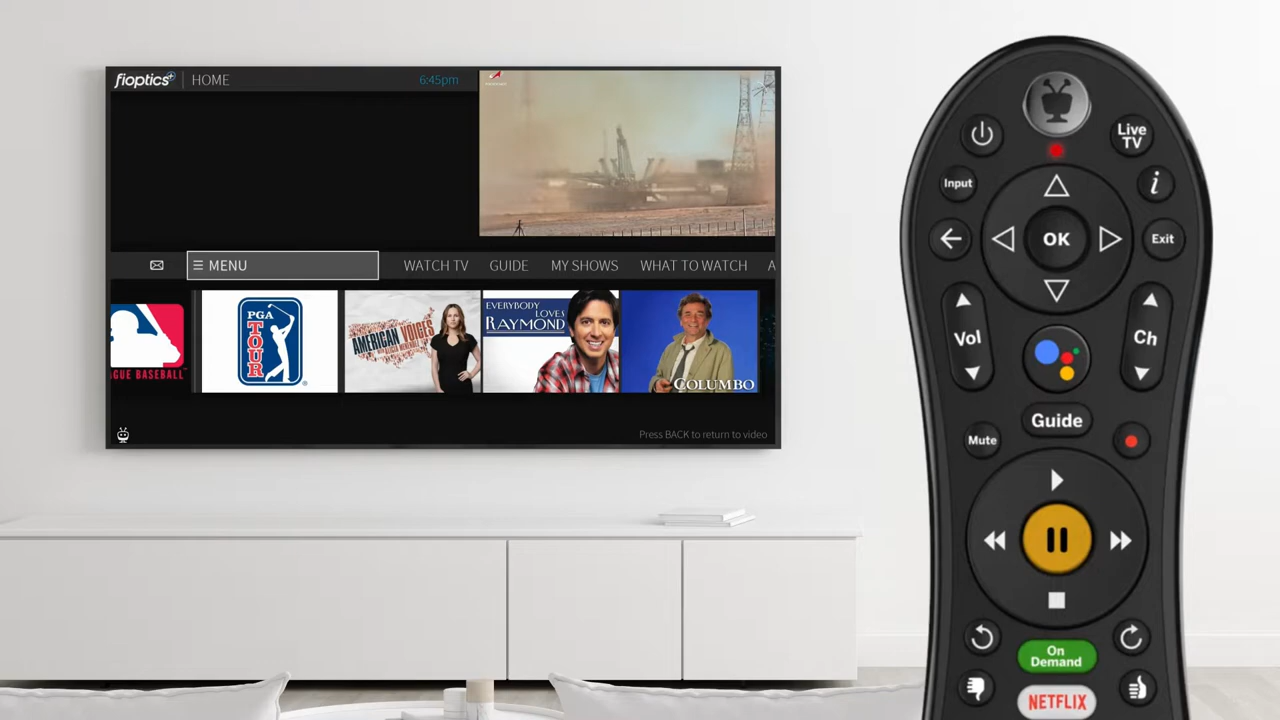 fioptics+
HOME
6:45pm
MENU
WATCH TV
GUIDE
MY SHOWS
WHAT TO WATCH
A
GUE BASEBALL
PGA
TOUR
AMERICAN VOICES
EVERYBODY
LOVES
RAYMOND
COLUMBO
Press BACK to return to video
Live
TV
Input
i
OK
Exit
Vol
Ch
Guide
Mute
On
Demand
NETFLIX